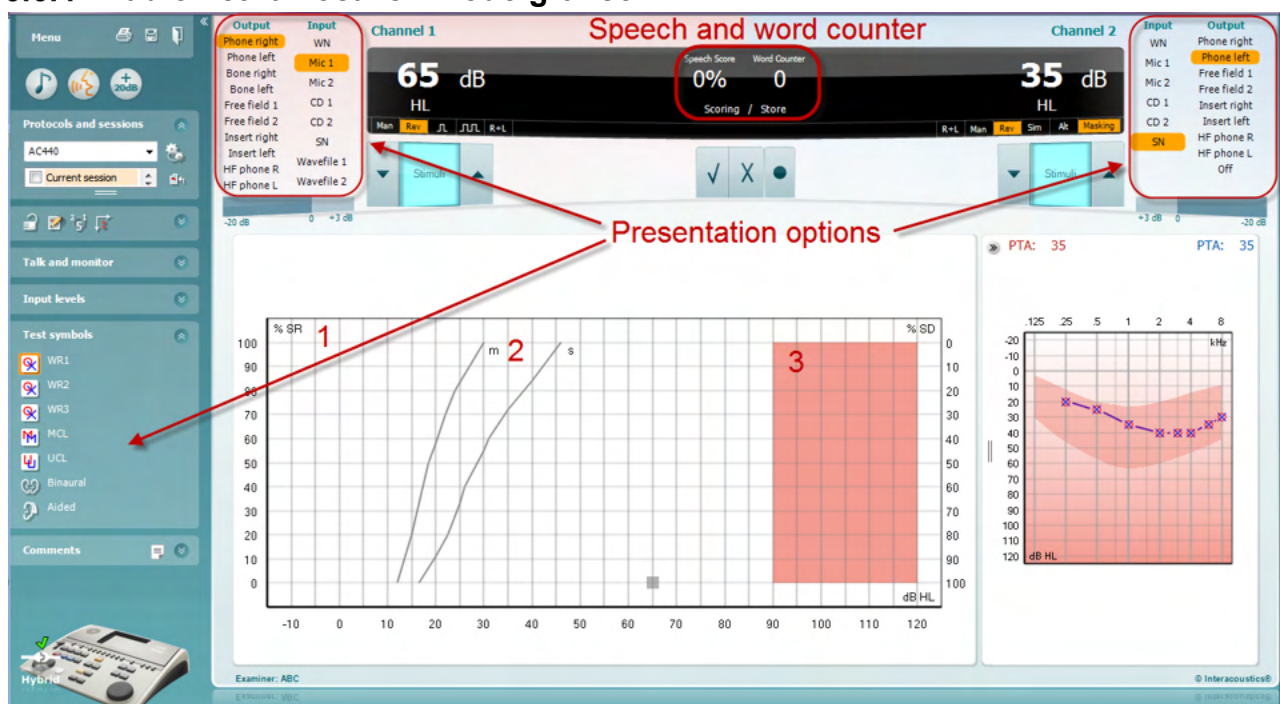 Menu
20dB
Protocols and sessions
AC440
Current session
Talk and monitor
Input levels
Test symbols
WR1
WR2
WR3
MCL
UCL
Binaural
Aided
Comments
Hybrid
Output Input
Phone right WN
Phone left Mic 1
Bone right Mic 2
Bone left
Free field 1 CD 1
Free field 2 CD 2
Insert right SN
Insert left Wavefile 1
HF phone R Wavefile 2
HF phone L
Channel 1
Speech and word counter
Channel 2
65 dB
HL
Speech Score Word Counter
0% 0
Scoring / Store
35 dB
HL
Man Rev R+L
R+L Man Rev Sim Alt Masking
Input Output
WN Phone right
Mic 1 Phone left
Mic 2 Free field 1
Free field 2
CD 1 Insert right
CD 2 Insert left
SN HF phone R
HF phone L
Off
Stimuli
Stimuli
-20 dB 0 +3 dB
+3 dB 0 -20 dB
Presentation options
% SR 1 m 2 s 3 % SD
100 0
90 10
80 20
70 30
60 40
50 50
40 60
30 70
20 80
10 90
0 100
dB HL
-10 0 10 20 30 40 50 60 70 80 90 100 110 120
PTA: 35 PTA: 35
.125 .25 .5 1 2 4 8
kHz
-20
-10
0
10
20
30
40
50
60
70
80
90
100
110
120 dB HL
Examiner: ABC
© Interacoustics®